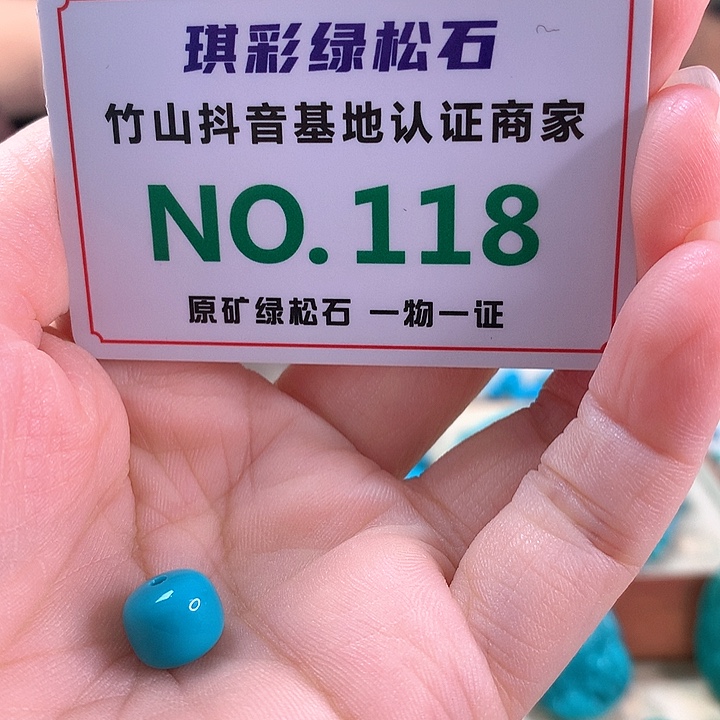 琪彩绿松石
竹山抖音基地认证商家
NO.118
原矿绿松石 一物一证